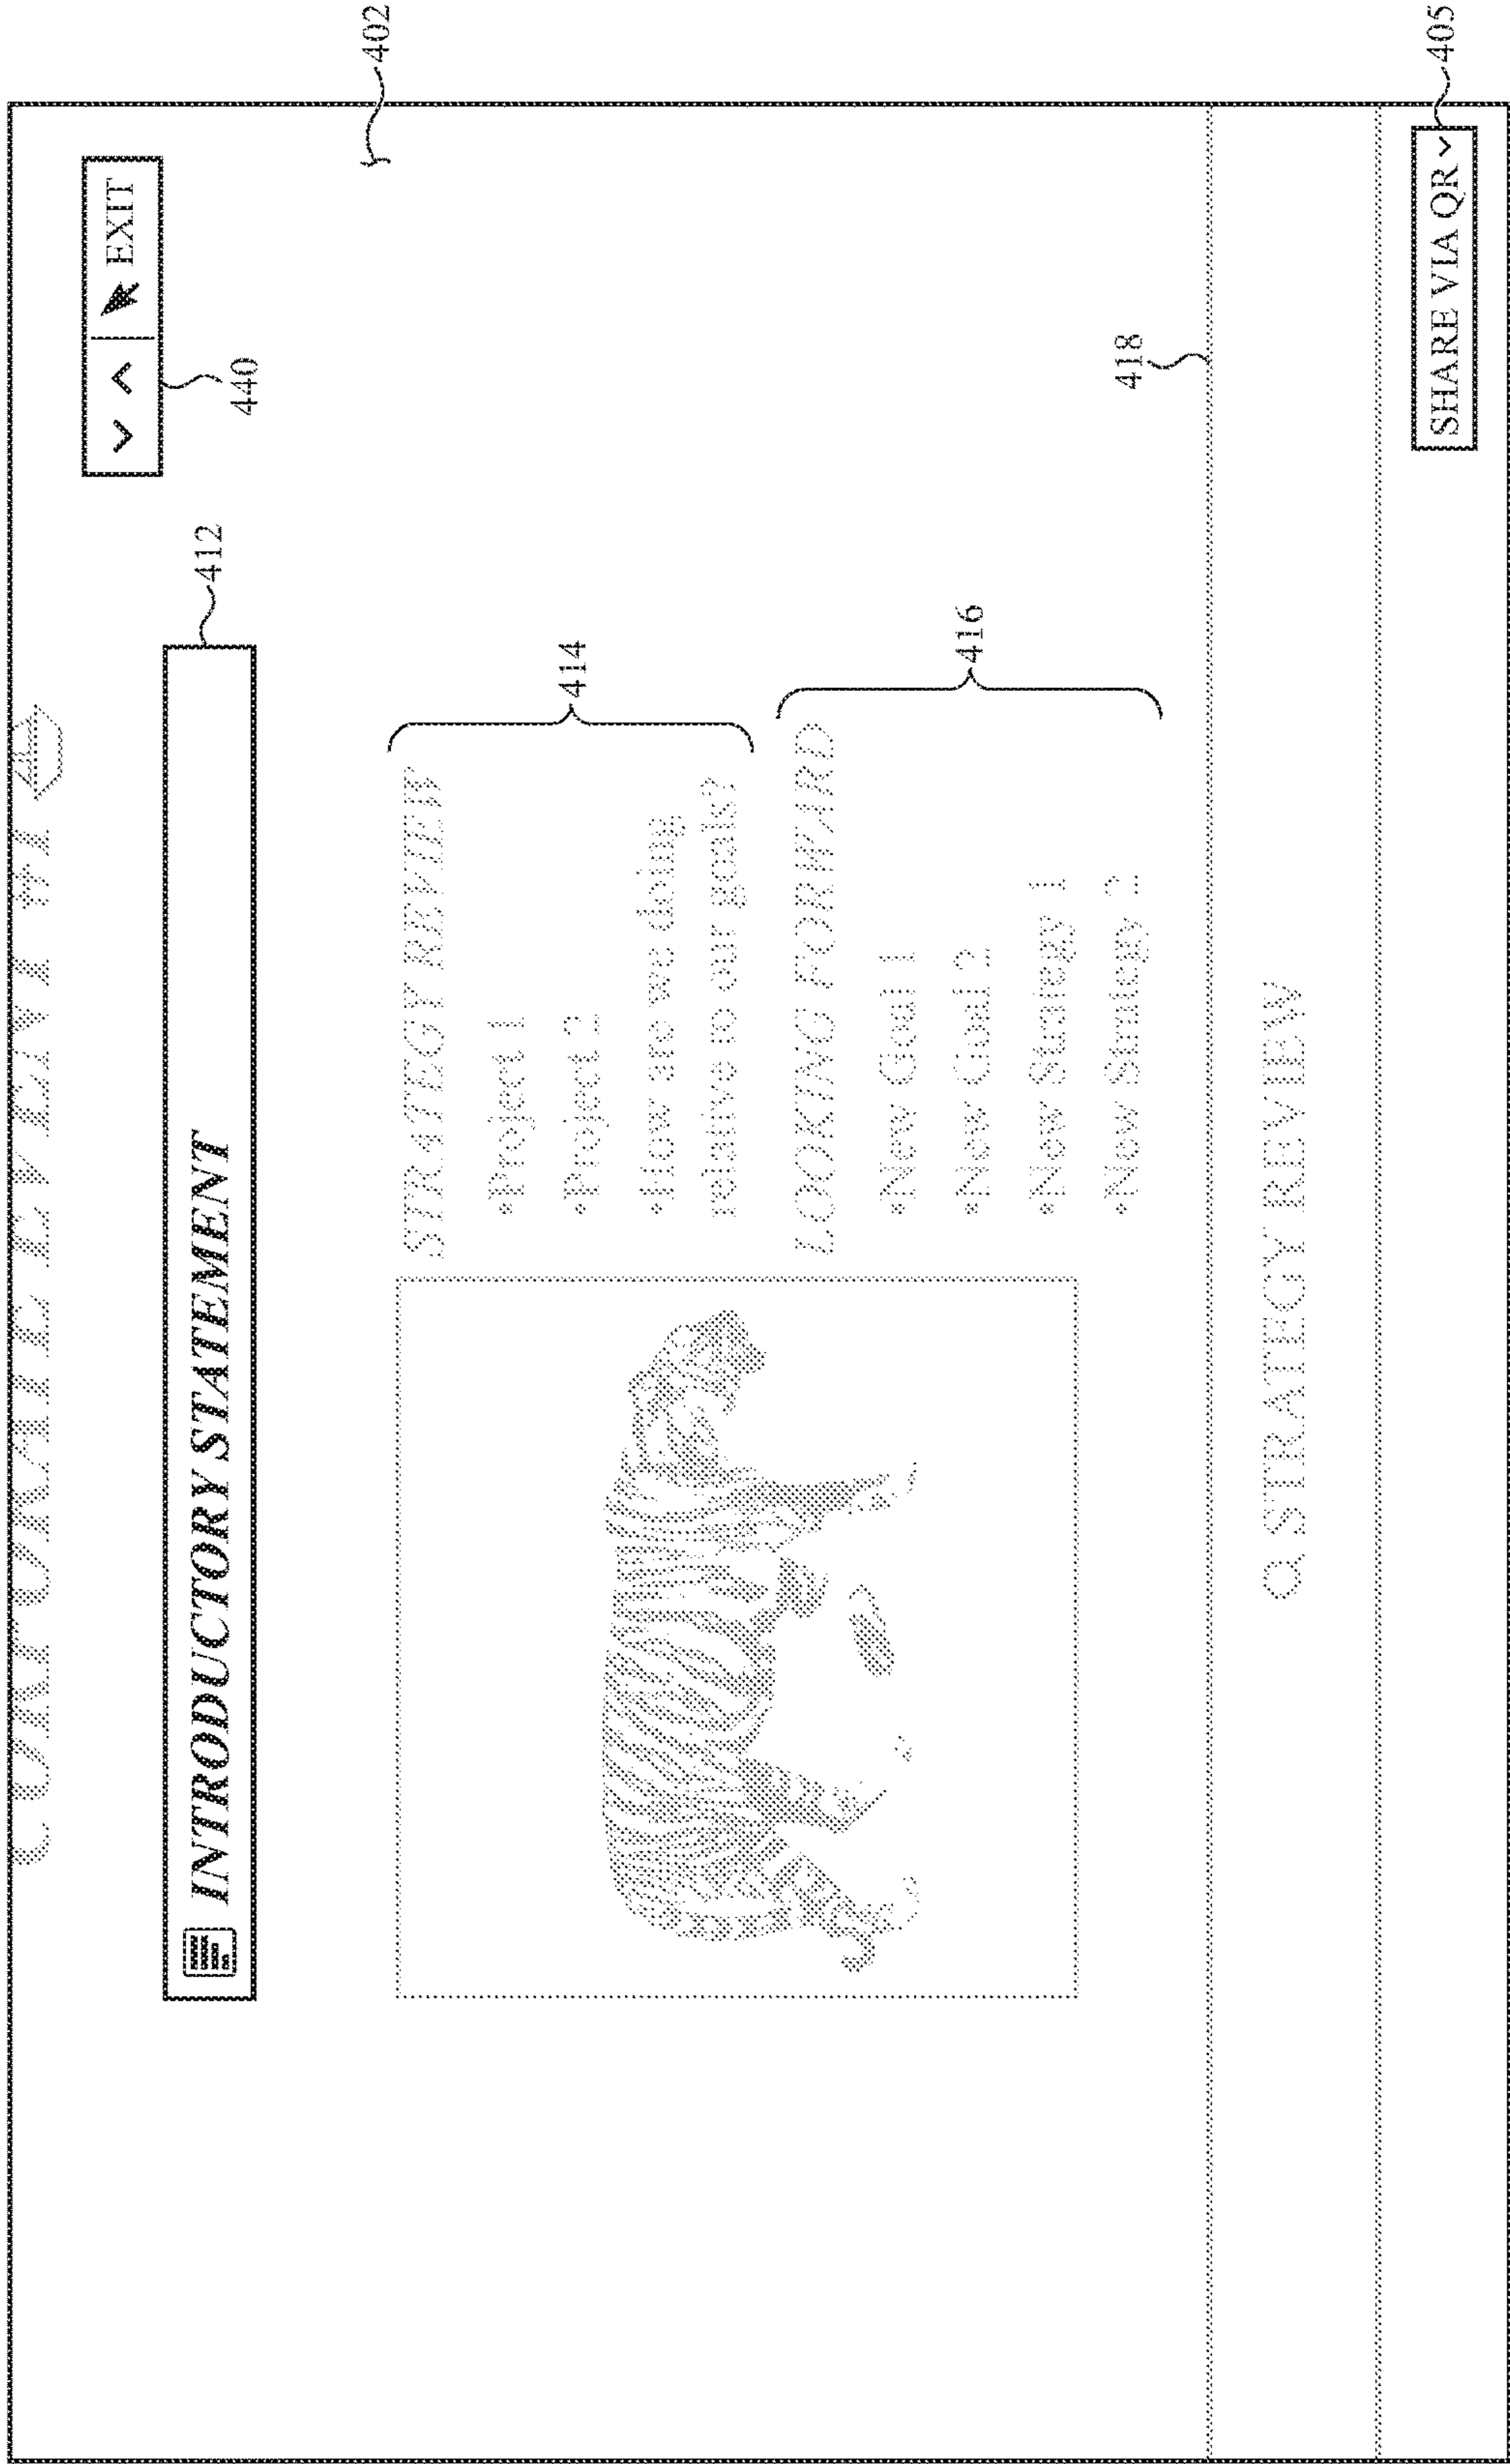 CORPORATE EVENT #1
EXIT
440
402
INTRODUCTORY STATEMENT
412
STRATEGY REVIEW
•Project 1
•Project 2
•How are we doing
relative to our goals?
414
LOOKING FORWARD
•New Goal 1
•New Goal 2
•New Strategy 1
•New Strategy 2
416
418
STRATEGY REVIEW
SHARE VIA QR
405